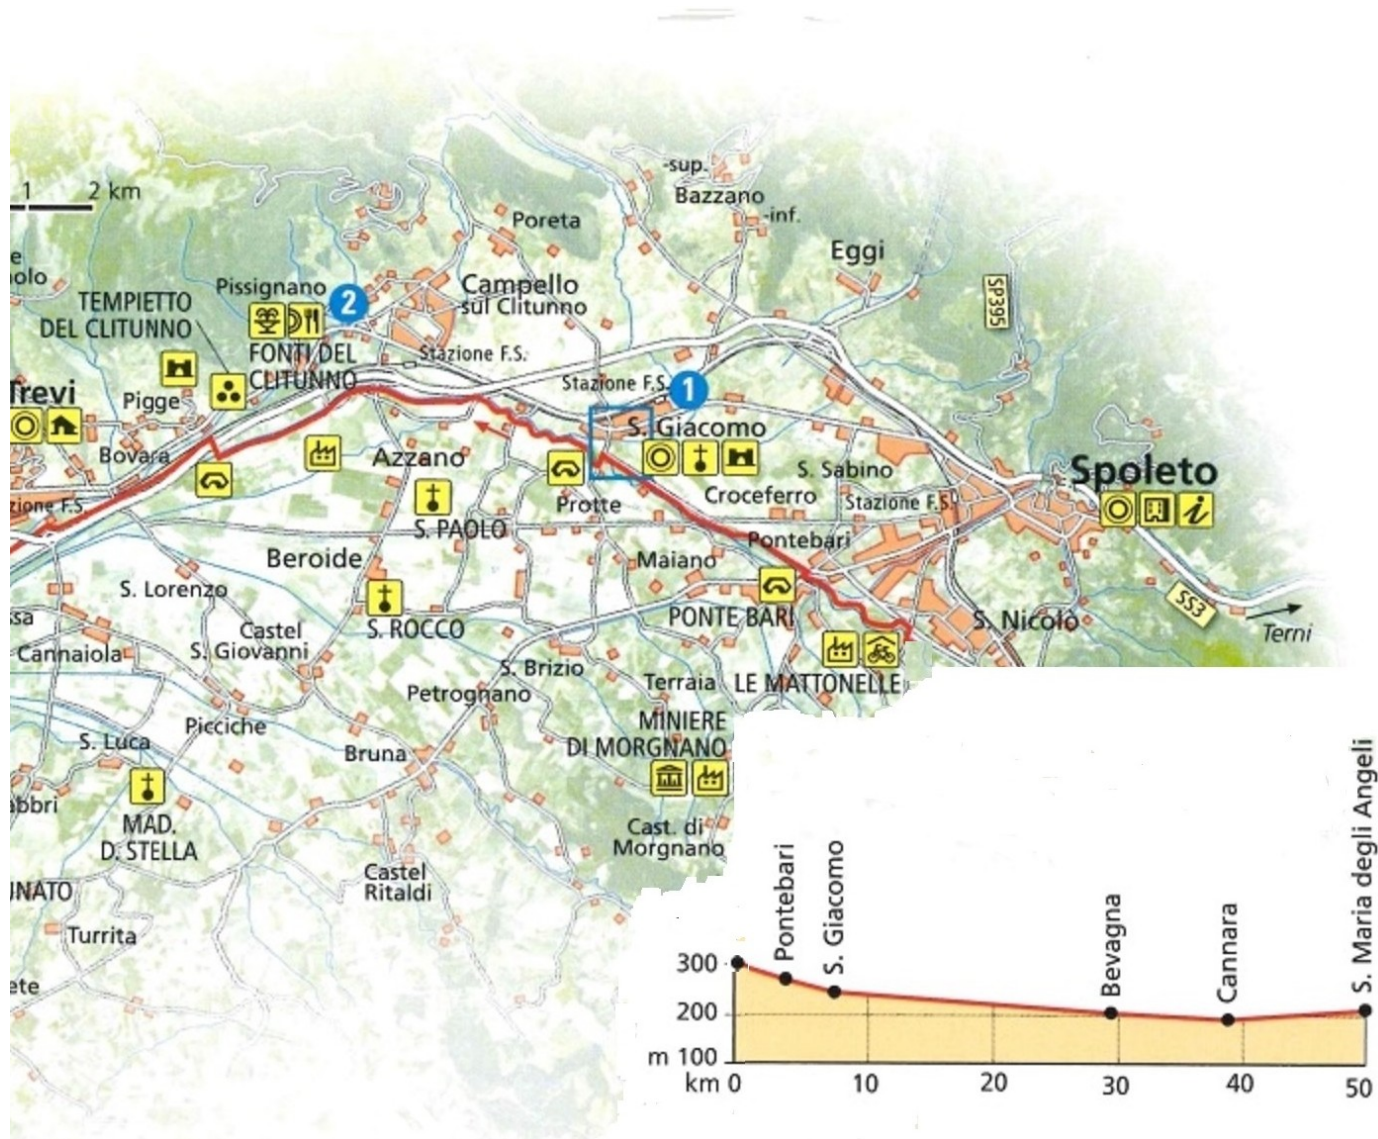 -sup.
Bazzano
-inf.
1 2 km
Poreta
Eggi
SP395
Pissignano
2
Campello
sul Clitunno
TEMPIETTO
DEL CLITUNNO
FONTI DEL
CLITUNNO
Stazione F.S.
Stazione F.S.
1
Trevi
Pigge
S. Giacomo
Bovara
Azzano
S. Sabino
Spoleto
Croceferro
Stazione F.S.
Protte
S. PAOLO
Pontebari
Beroide
Maiano
S. Lorenzo
PONTE BARI
SS3
S. ROCCO
S. Nicolò
Terni
Castel
S. Giovanni
Cannaiola
S. Brizio
Petrognano
Terraia
LE MATTONELLE
Picciche
MINIERE
DI MORGNANO
S. Luca
Bruna
MAD.
D. STELLA
Cast. di
Morgnano
Castel
Ritaldi
Turrita
Pontebari
S. Giacomo
Bevagna
Cannara
S. Maria degli Angeli
300
200
m 100
km 0 10 20 30 40 50